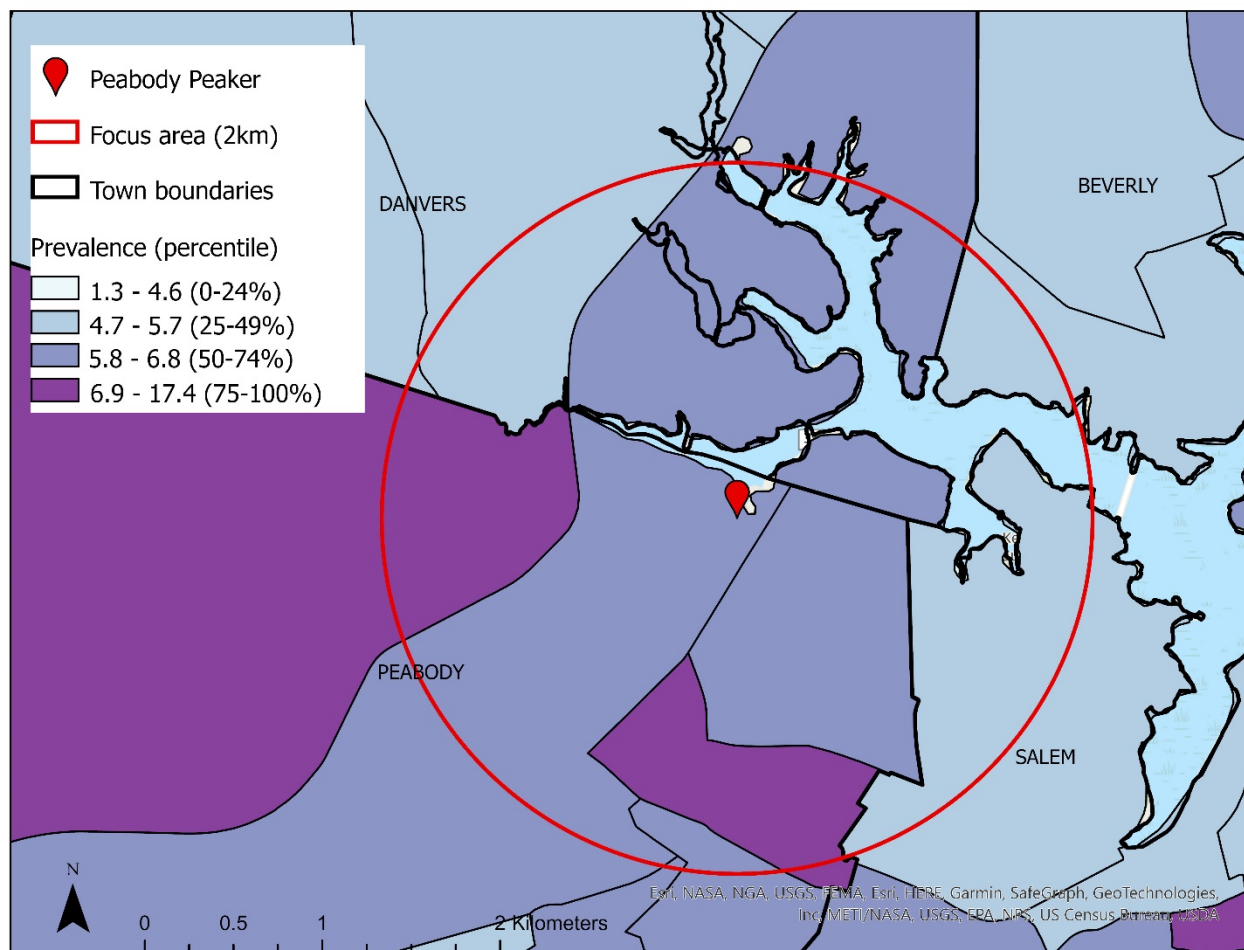 Peabody Peaker
Focus area (2km)
Town boundaries
Prevalence (percentile)
1.3 - 4.6 (0-24%)
4.7 - 5.7 (25-49%)
5.8 - 6.8 (50-74%)
6.9 - 17.4 (75-100%)
DANVERS
BEVERLY
PEABODY
SALEM
N
0 0.5 1 2 Kilometers
Esri, NASA, NGA, USGS, FEMA, Esri, HERE, Garmin, SafeGraph, GeoTechnologies,
Inc, METI/NASA, USGS, EPA, NPS, US Census Bureau, USDA